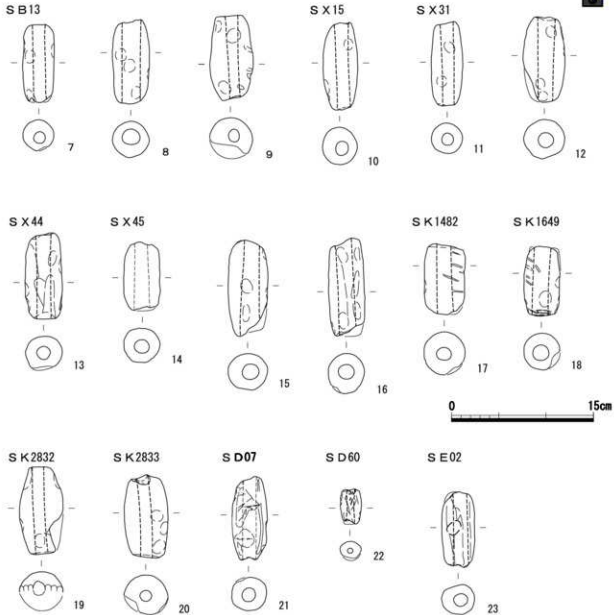 SB13 SX15 SX31
7 8 9 10 11 12
SX44 SX45 SK1482 SK1649
13 14 15 16 17 18
0 15cm
SK2832 SK2833 SD07 SD60 SE02
19 20 21 22 23